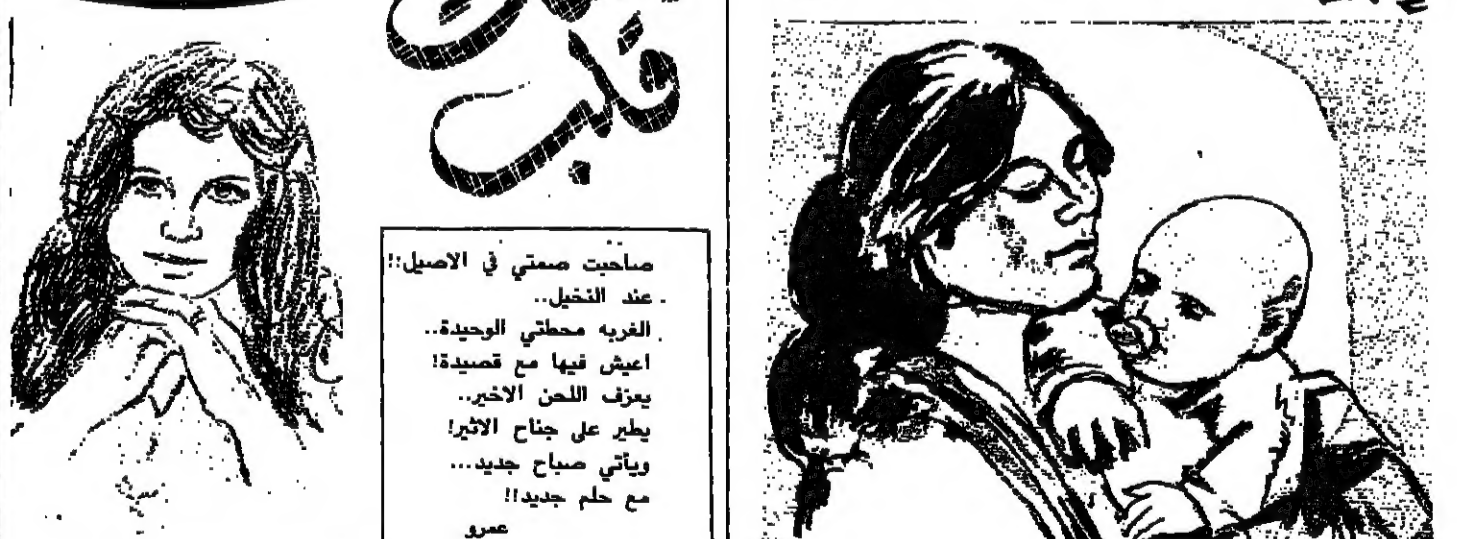 قلب
صاحبت صمتي في الاصيل:!!
عند النخيل..
الغربه محطتي الوحيدة..
اعيش فيها مع قصيدة!
يعزف اللحن الاخير..
يطير على جناح الاثير!
ويأتي صباح جديد...
مع حلم جديد!!
عمرو